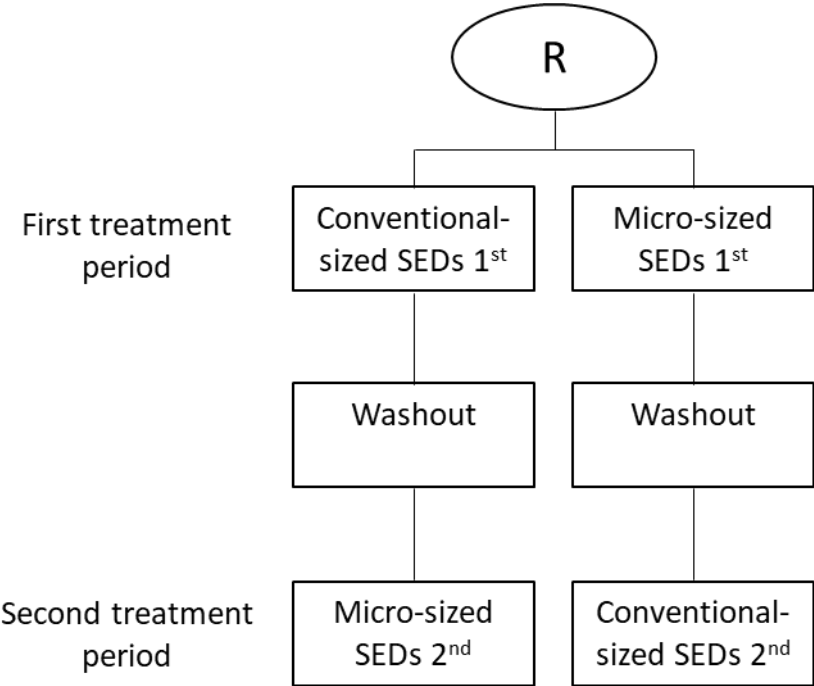 R
First treatment
period
Conventional-
sized SEDs 1st
Micro-sized
SEDs 1st
Washout
Washout
Second treatment
period
Micro-sized
SEDs 2nd
Conventional-
sized SEDs 2nd